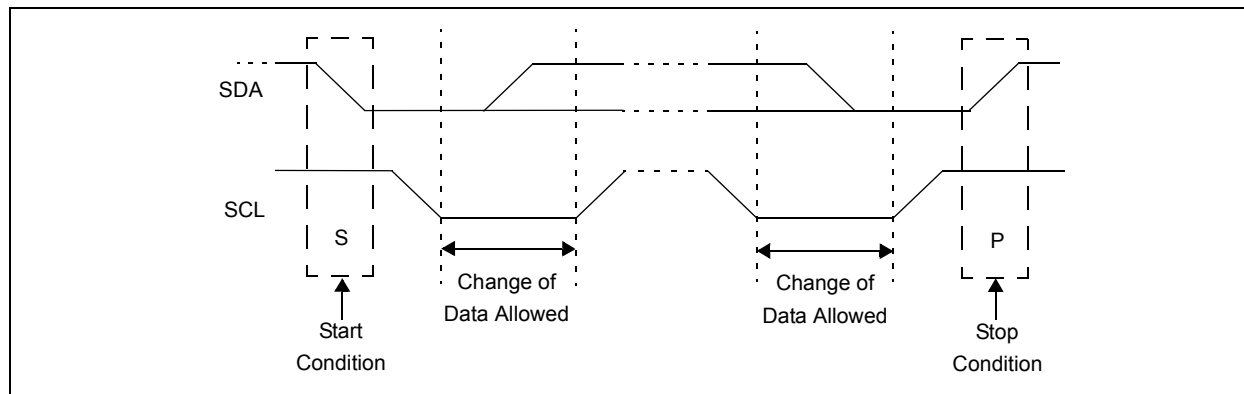 SDA
SCL
S
P
Change of
Data Allowed
Change of
Data Allowed
Start
Condition
Stop
Condition